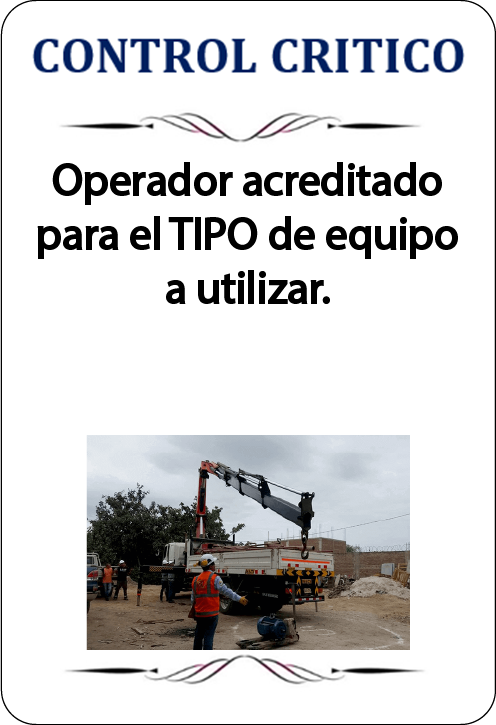 CONTROL CRITICO
Operador acreditado
para el TIPO de equipo
a utilizar.